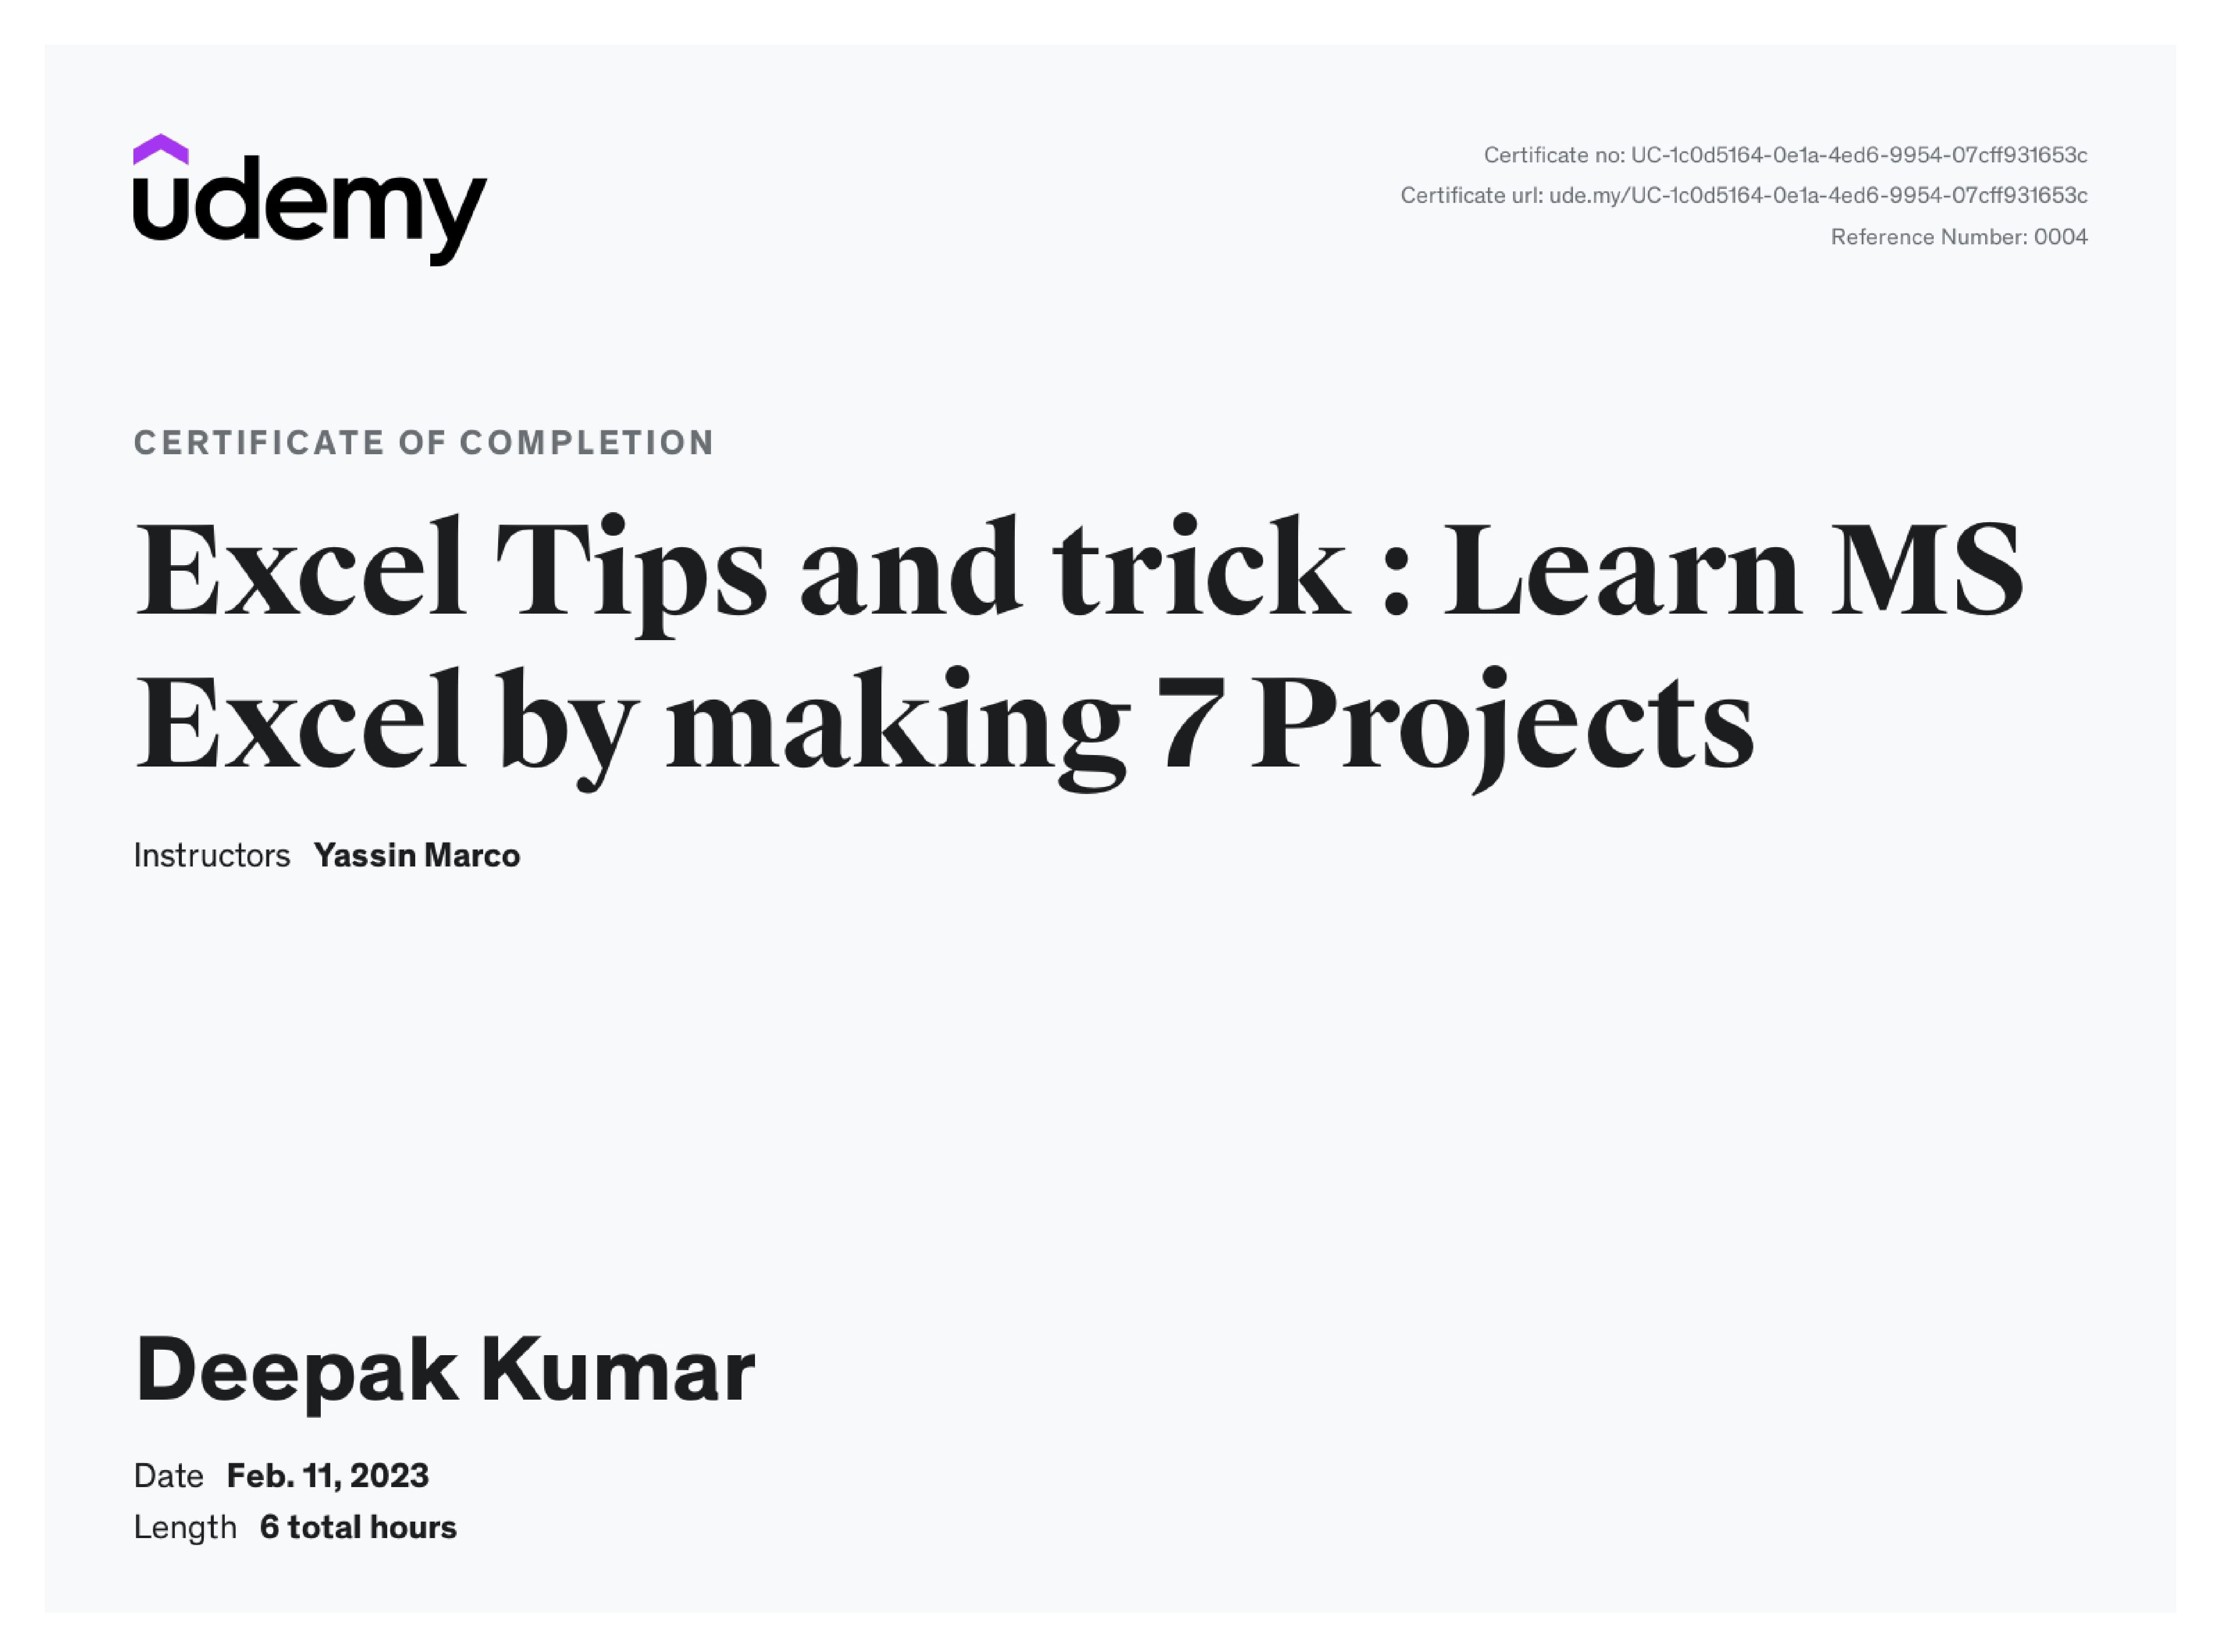 udemy
Certificate no: UC-1c0d5164-0e1a-4ed6-9954-07cff931653c
Certificate url: ude.my/UC-1c0d5164-0e1a-4ed6-9954-07cff931653c
Reference Number: 0004
CERTIFICATE OF COMPLETION
Excel Tips and trick : Learn MS
Excel by making 7 Projects
Instructors Yassin Marco
Deepak Kumar
Date Feb. 11, 2023
Length 6 total hours